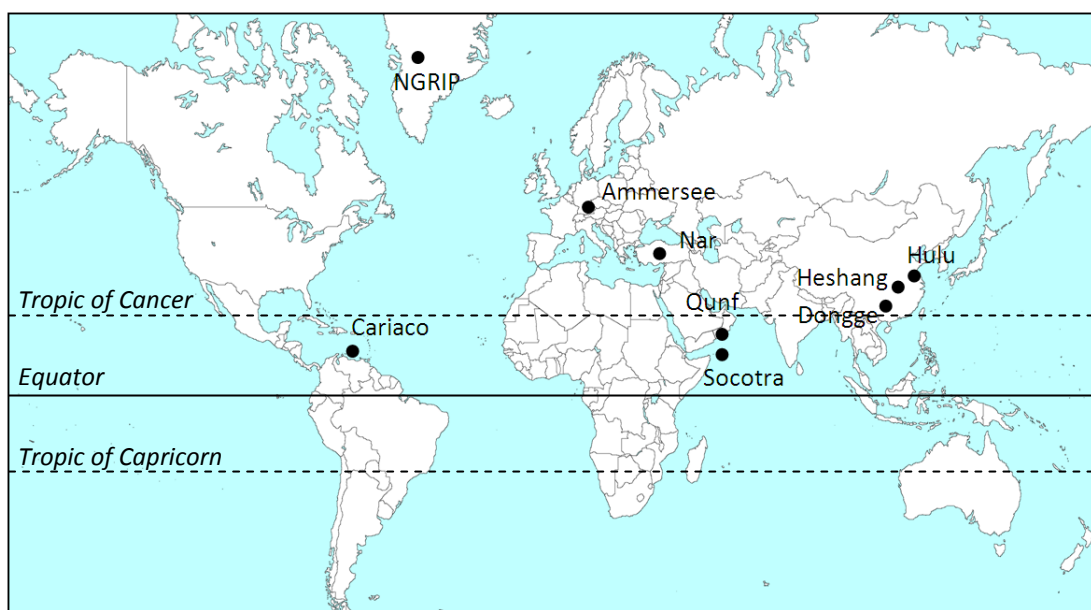 NGRIP
Ammersee
Nar
Hulu
Heshang
Qunf
Dongge
Tropic of Cancer
Cariaco
Equator
Socotra
Tropic of Capricorn